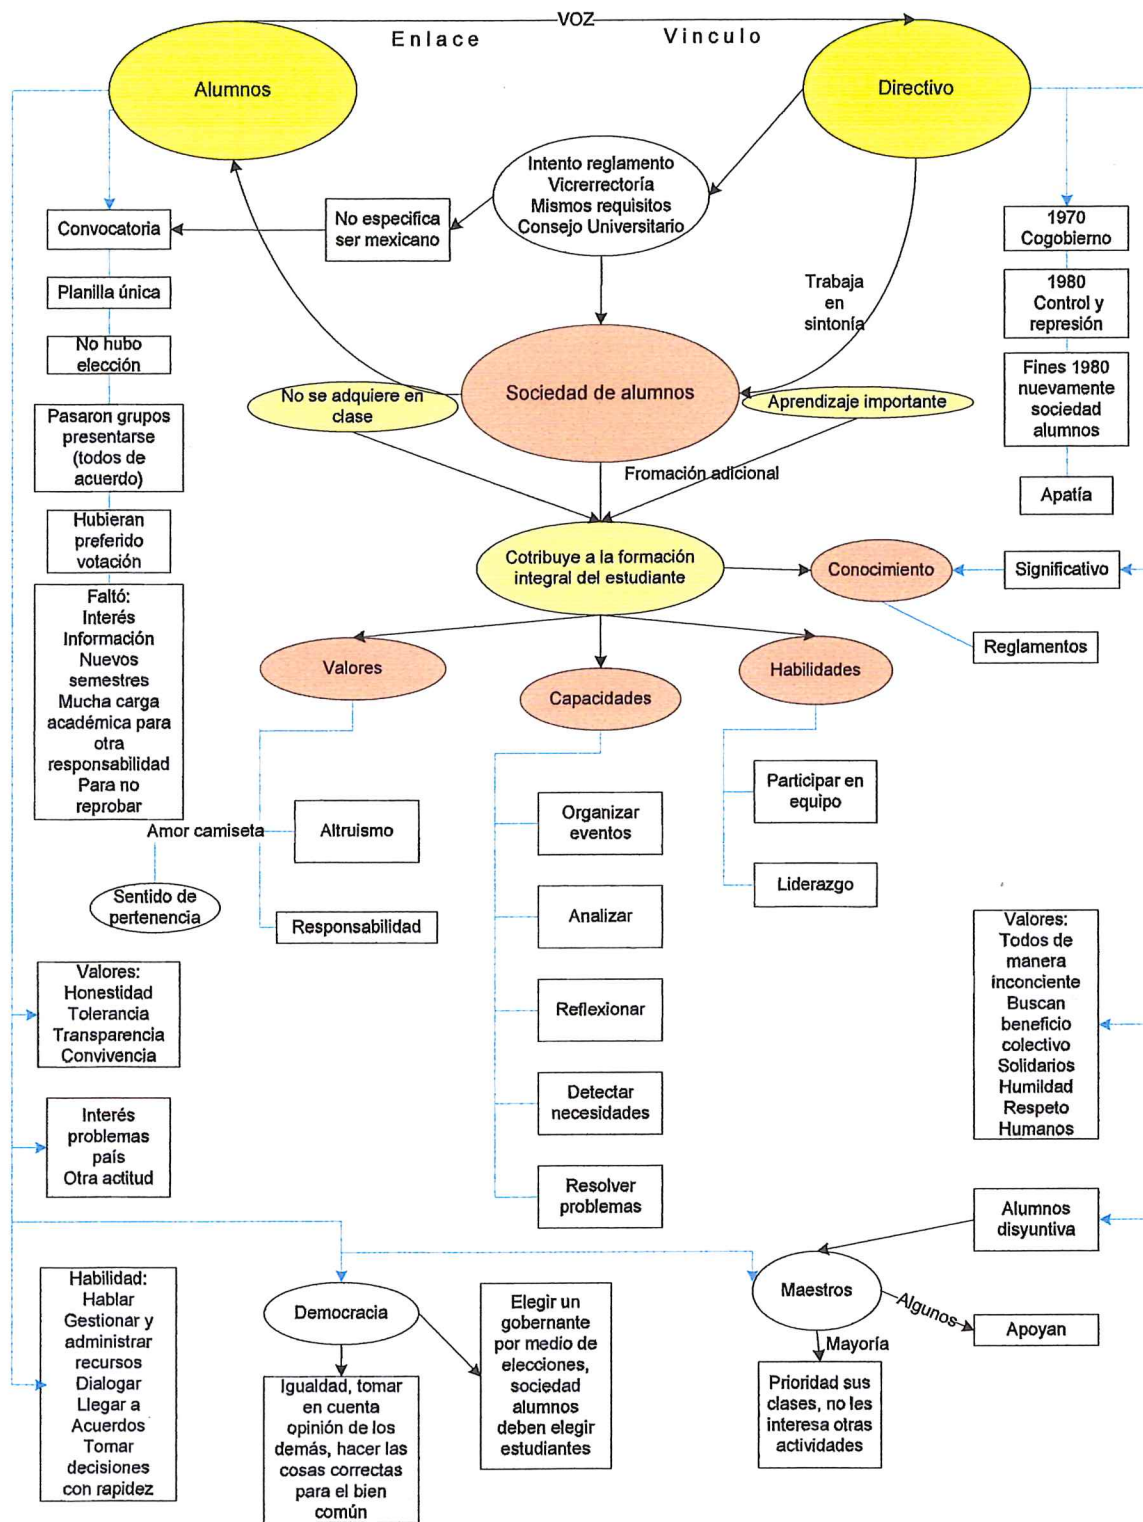 VOZ
Enlace
Vinculo
Alumnos
Directivo
Intento reglamento
Vicerrectoría
Mismos requisitos
Consejo Universitario
No especifica
ser mexicano
Convocatoria
1970
Cogobierno
Planilla única
Trabaja
en
sintonía
1980
Control y
represión
No hubo
elección
Sociedad de alumnos
No se adquiere en
clase
Aprendizaje importante
Fines 1980
nuevamente
sociedad
alumnos
Pasaron grupos
presentarse
(todos de
acuerdo)
Fromación adicional
Apatía
Hubieran
preferido
votación
Cotribuye a la formación
integral del estudiante
Conocimiento
Significativo
Faltó:
Interés
Información
Nuevos
semestres
Mucha carga
académica para
otra
responsabilidad
Para no
reprobar
Reglamentos
Valores
Capacidades
Habilidades
Amor camiseta
Altruismo
Sentido de
pertenencia
Responsabilidad
Organizar
eventos
Analizar
Reflexionar
Detectar
necesidades
Resolver
problemas
Participar en
equipo
Liderazgo
Valores:
Todos de
manera
inconciente
Buscan
beneficio
colectivo
Solidarios
Humildad
Respeto
Humanos
Valores:
Honestidad
Tolerancia
Transparencia
Convivencia
Interés
problemas
país
Otra actitud
Alumnos
disyuntiva
Habilidad:
Hablar
Gestionar y
administrar
recursos
Dialogar
Llegar a
Acuerdos
Tomar
decisiones
con rapidez
Democracia
Elegir un
gobernante
por medio de
elecciones,
sociedad
alumnos
deben elegir
estudiantes
Igualdad, tomar
en cuenta
opinión de los
demás, hacer las
cosas correctas
para el bien
común
Maestros
Algunos
Apoyan
Mayoría
Prioridad sus
clases, no les
interesa otras
actividades